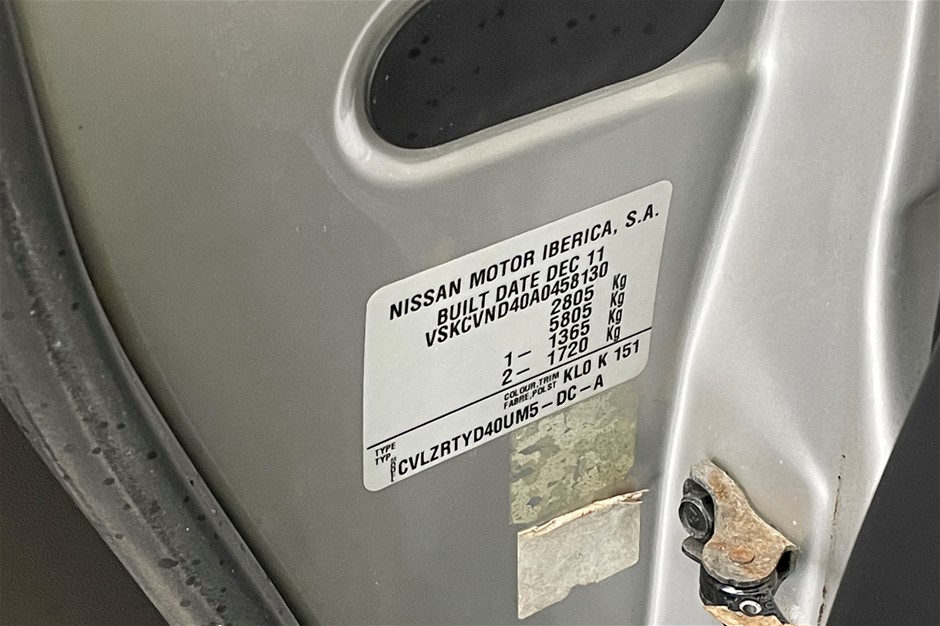 NISSAN MOTOR IBERICA, S.A.
BUILT DATE DEC 11
VSKCVND40A0458130
2805 Kg
5805 Kg
1- 1365 Kg
2- 1720 Kg
COLOUR,TRIM KL0 K 151
FABRE,POLST
TYPE
TYP CVLZRTYD40UM5-DC-A